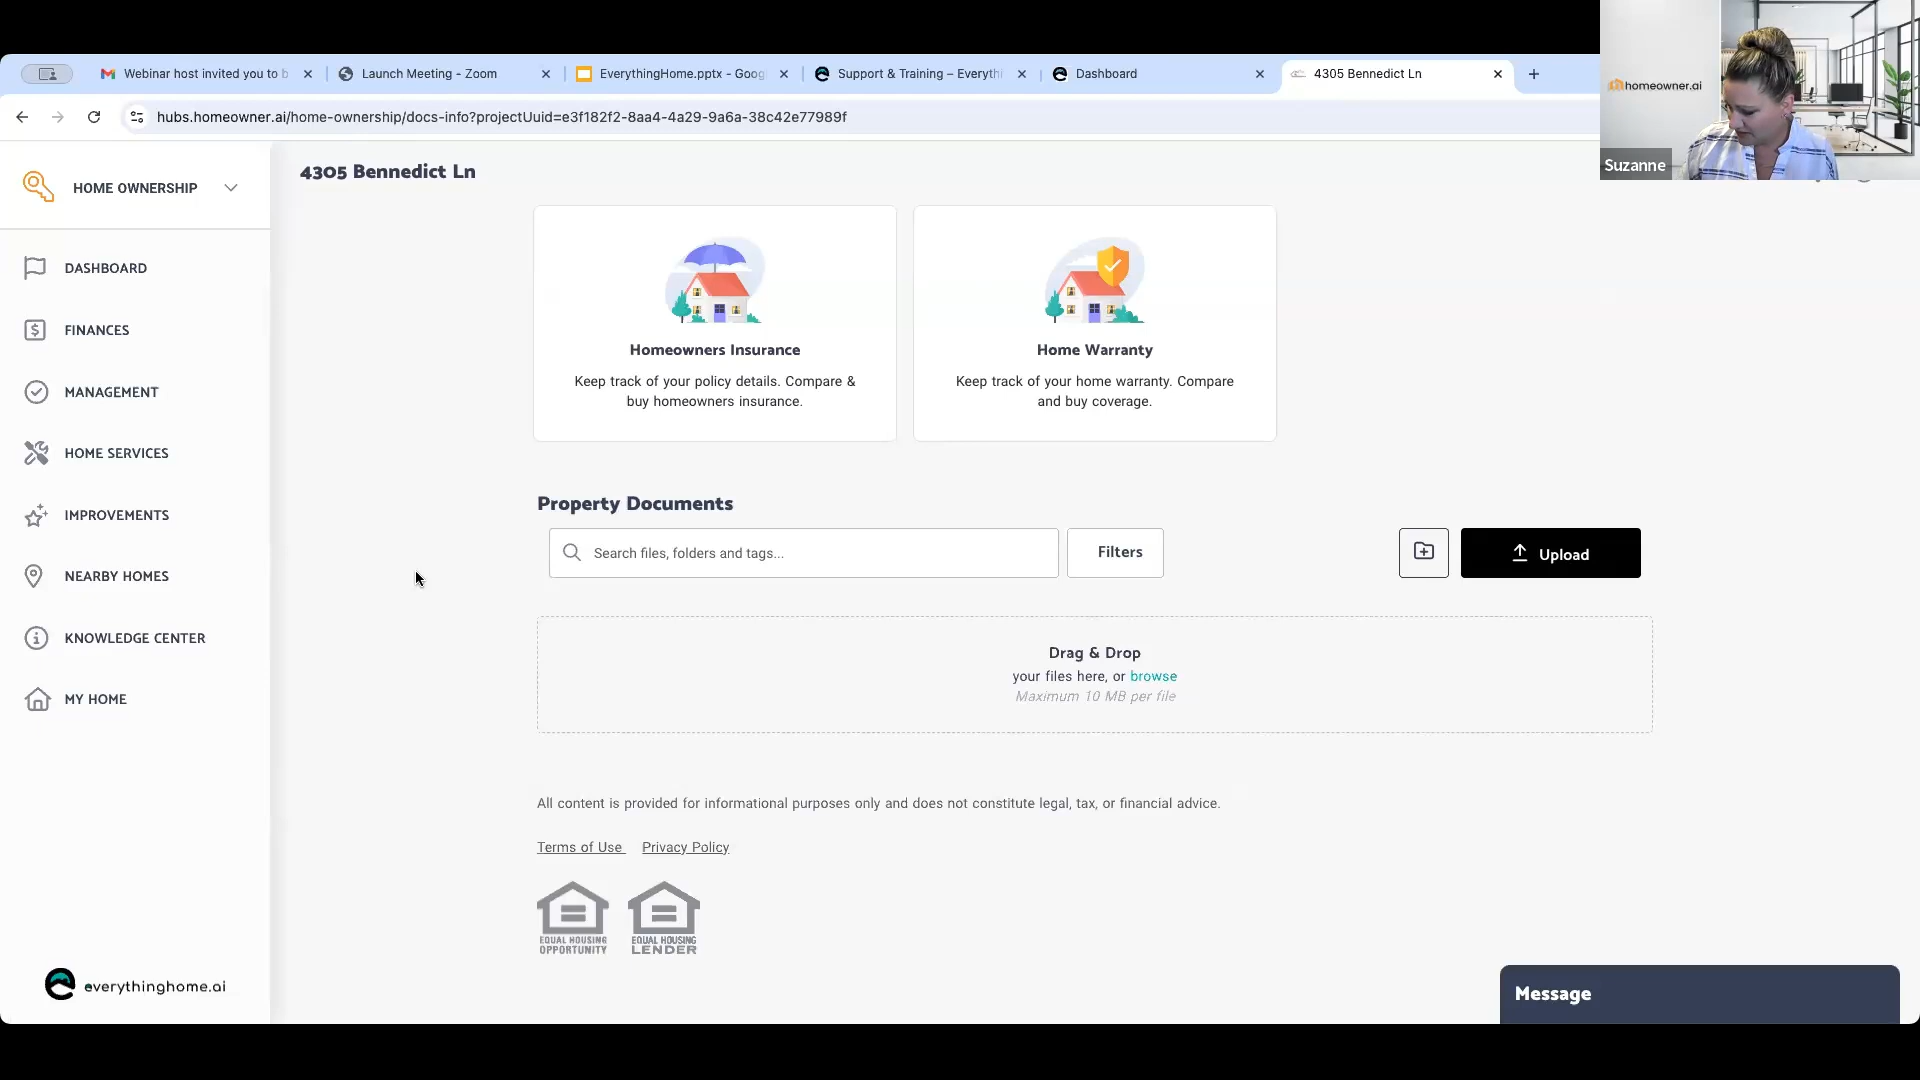 Webinar host invited you to b
Launch Meeting - Zoom
EverythingHome.pptx - Goog
Support & Training – Everythi
Dashboard
4305 Bennedict Ln
homeowner.ai
hubs.homeowner.ai/home-ownership/docs-info?projectUuid=e3f182f2-8aa4-4a29-9a6a-38c42e77989f
Suzanne
HOME OWNERSHIP
4305 Bennedict Ln
DASHBOARD
FINANCES
MANAGEMENT
HOME SERVICES
IMPROVEMENTS
NEARBY HOMES
KNOWLEDGE CENTER
MY HOME
everythinghome.ai
Homeowners Insurance
Keep track of your policy details. Compare &
buy homeowners insurance.
Home Warranty
Keep track of your home warranty. Compare
and buy coverage.
Property Documents
Search files, folders and tags...
Filters
Upload
Drag & Drop
your files here, or browse
Maximum 10 MB per file
All content is provided for informational purposes only and does not constitute legal, tax, or financial advice.
Terms of Use
Privacy Policy
EQUAL HOUSING
OPPORTUNITY
EQUAL HOUSING
LENDER
Message